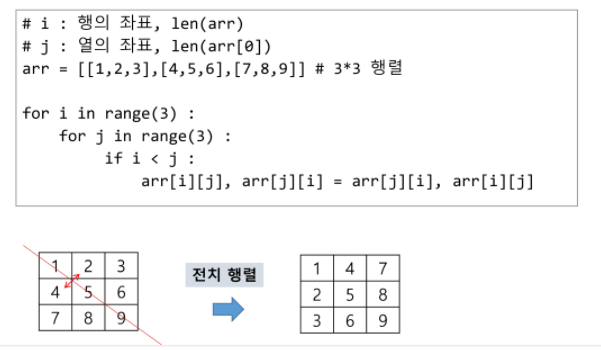 # i : 행의 좌표, len(arr)
# j : 열의 좌표, len(arr[0])
arr = [[1,2,3],[4,5,6],[7,8,9]] # 3*3 행렬
for i in range(3) :
for j in range(3) :
if i < j :
arr[i][j], arr[j][i] = arr[j][i], arr[i][j]
1 2 3
4 5 6
7 8 9
전치 행렬
1 4 7
2 5 8
3 6 9